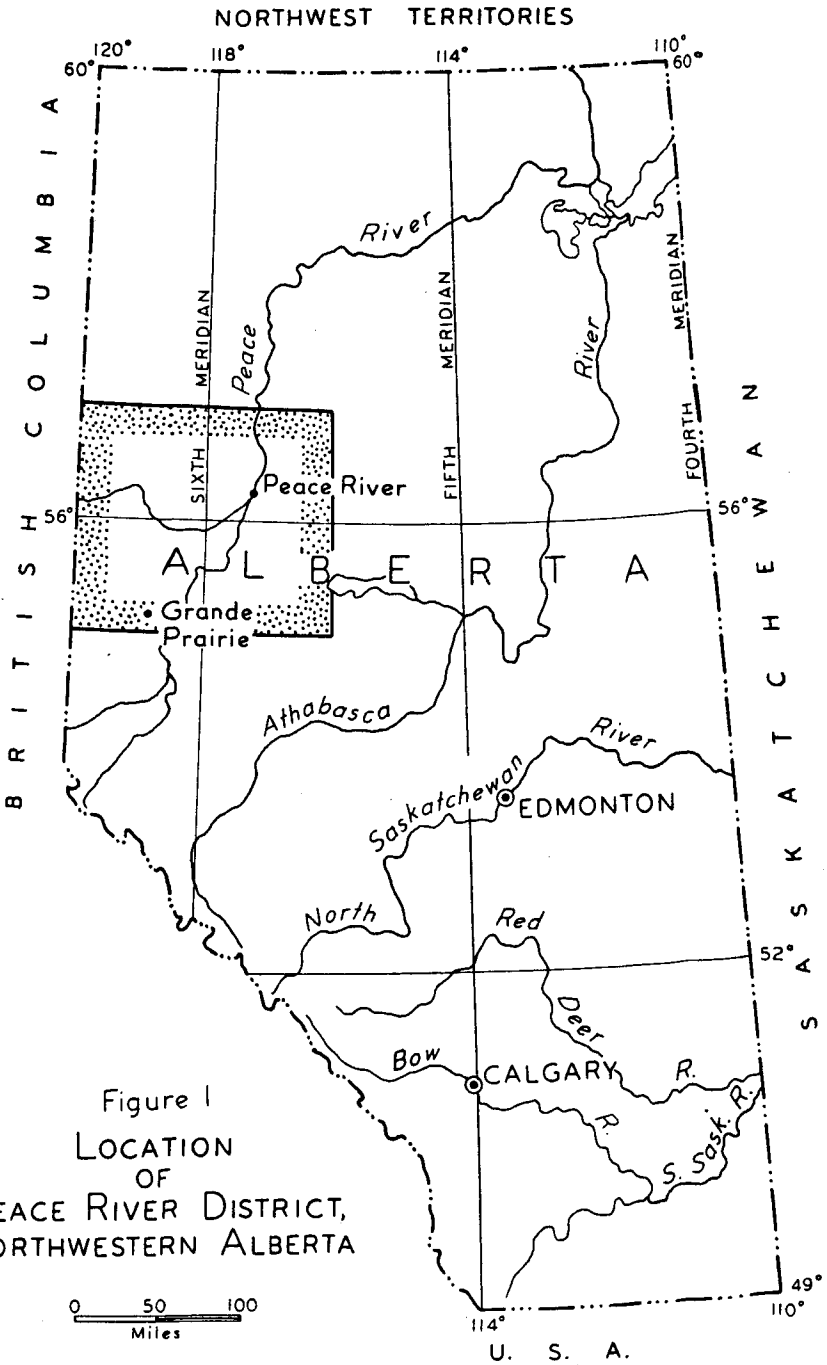 NORTHWEST TERRITORIES
120°
118°
114°
110°
60°
60°
BRITISH COLUMBIA
SASKATCHEWAN
River
Peace
MERIDIAN
SIXTH
MERIDIAN
FIFTH
River
MERIDIAN
FOURTH
Peace River
56°
56°
ALBERTA
Grande
Prairie
Athabasca
River
Saskatchewan
EDMONTON
North
Red
52°
Deer
Bow
CALGARY
R.
R.
S. Sask. R.
Figure 1
LOCATION
OF
EACE RIVER DISTRICT,
ORTHWESTERN ALBERTA
0 50 100
Miles
49°
110°
114°
U. S. A.